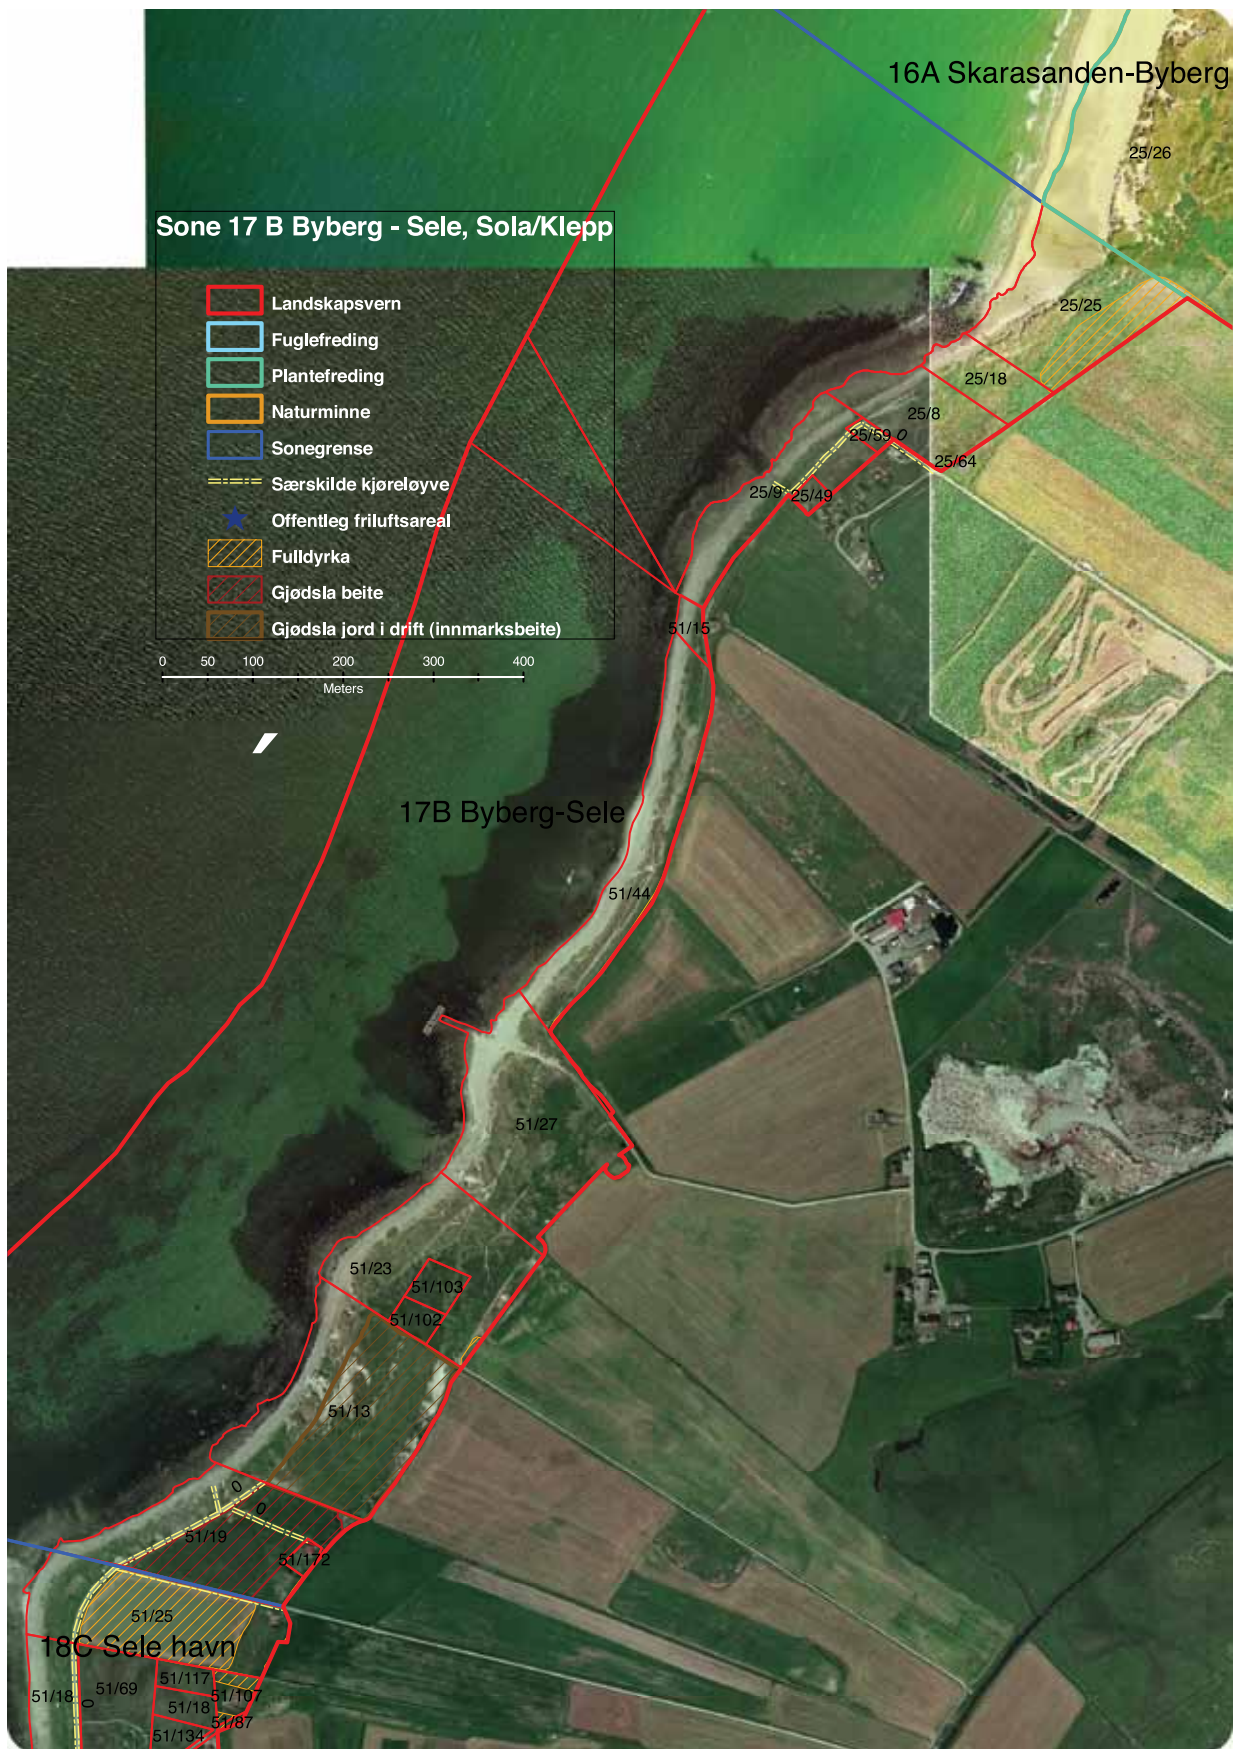 16A Skarasanden-Byberg
25/26
Sone 17 B Byberg - Sele, Sola/Klepp
Landskapsvern
Fuglefreding
Plantefreding
Naturminne
Sonegrense
Særskilde kjøreløyve
Offentleg friluftsareal
Fulldyrka
Gjødsla beite
Gjødsla jord i drift (innmarksbeite)
0 50 100 200 300 400
Meters
25/25
25/18
25/8
25/59 0
25/64
25/9 25/49
51/15
17B Byberg-Sele
51/44
51/27
51/23
51/103
51/102
51/13
0
0
51/19
51/172
51/25
18C Sele havn
51/117
51/69
51/107
51/18
0
51/18
51/87
51/134